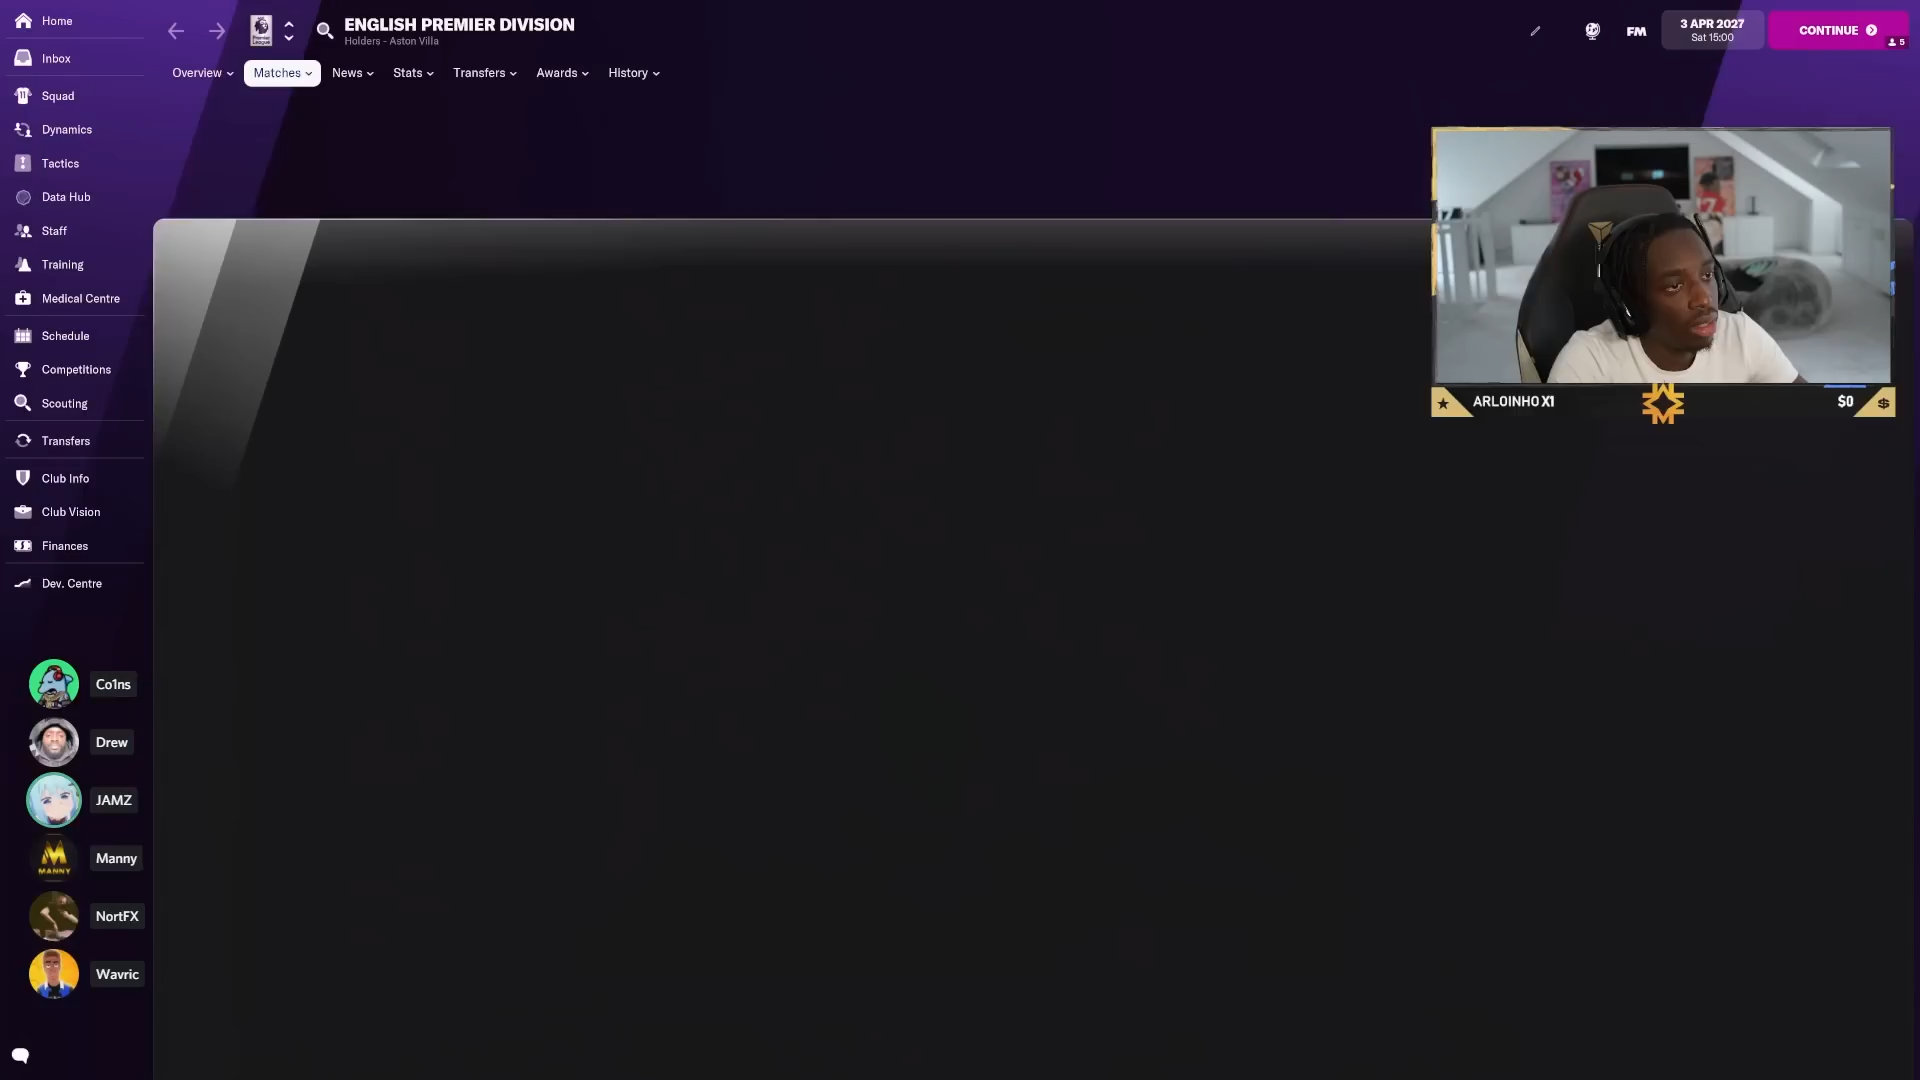 Home
Inbox
Squad
Dynamics
Tactics
Data Hub
Staff
Training
Medical Centre
Schedule
Competitions
Scouting
Transfers
Club Info
Club Vision
Finances
Dev. Centre
ENGLISH PREMIER DIVISION
Holders - Aston Villa
FM
3 APR 2027
Sat 15:00
CONTINUE
5
Overview
Matches
News
Stats
Transfers
Awards
History
ARLOINHO X1
$0
Co1ns
Drew
JAMZ
Manny
MANNY
NortFX
Wavric